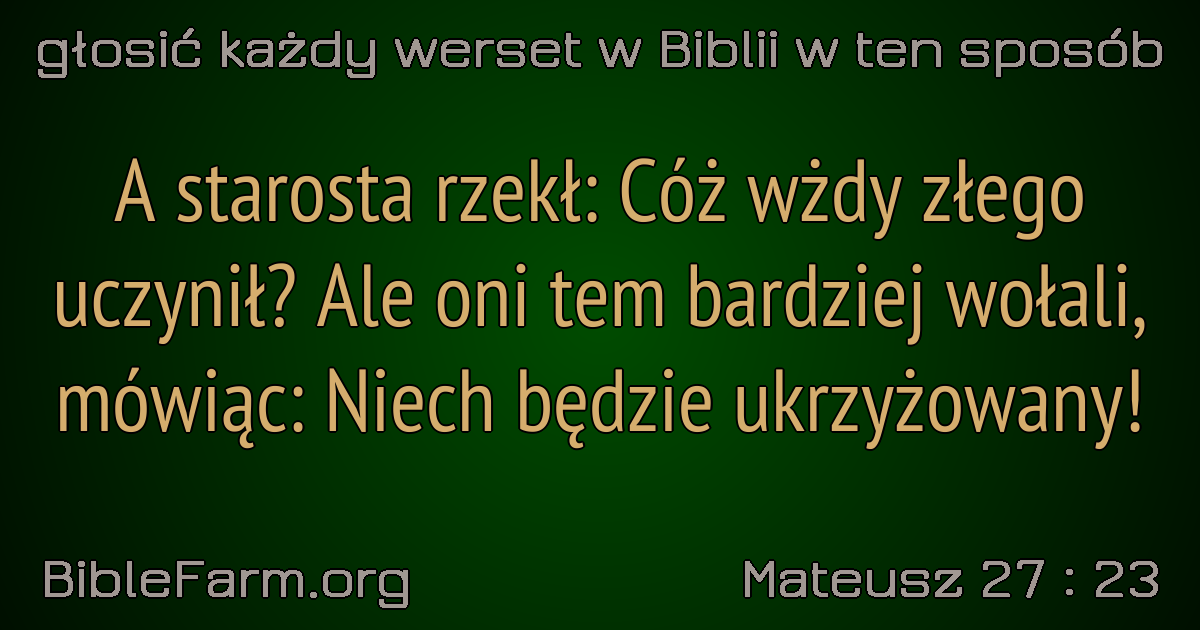 głosić każdy werset w Biblii w ten sposób
A starosta rzekł: Cóż wżdy złego
uczynił? Ale oni tem bardziej wołali,
mówiąc: Niech będzie ukrzyżowany!
BibleFarm.org
Mateusz 27 : 23